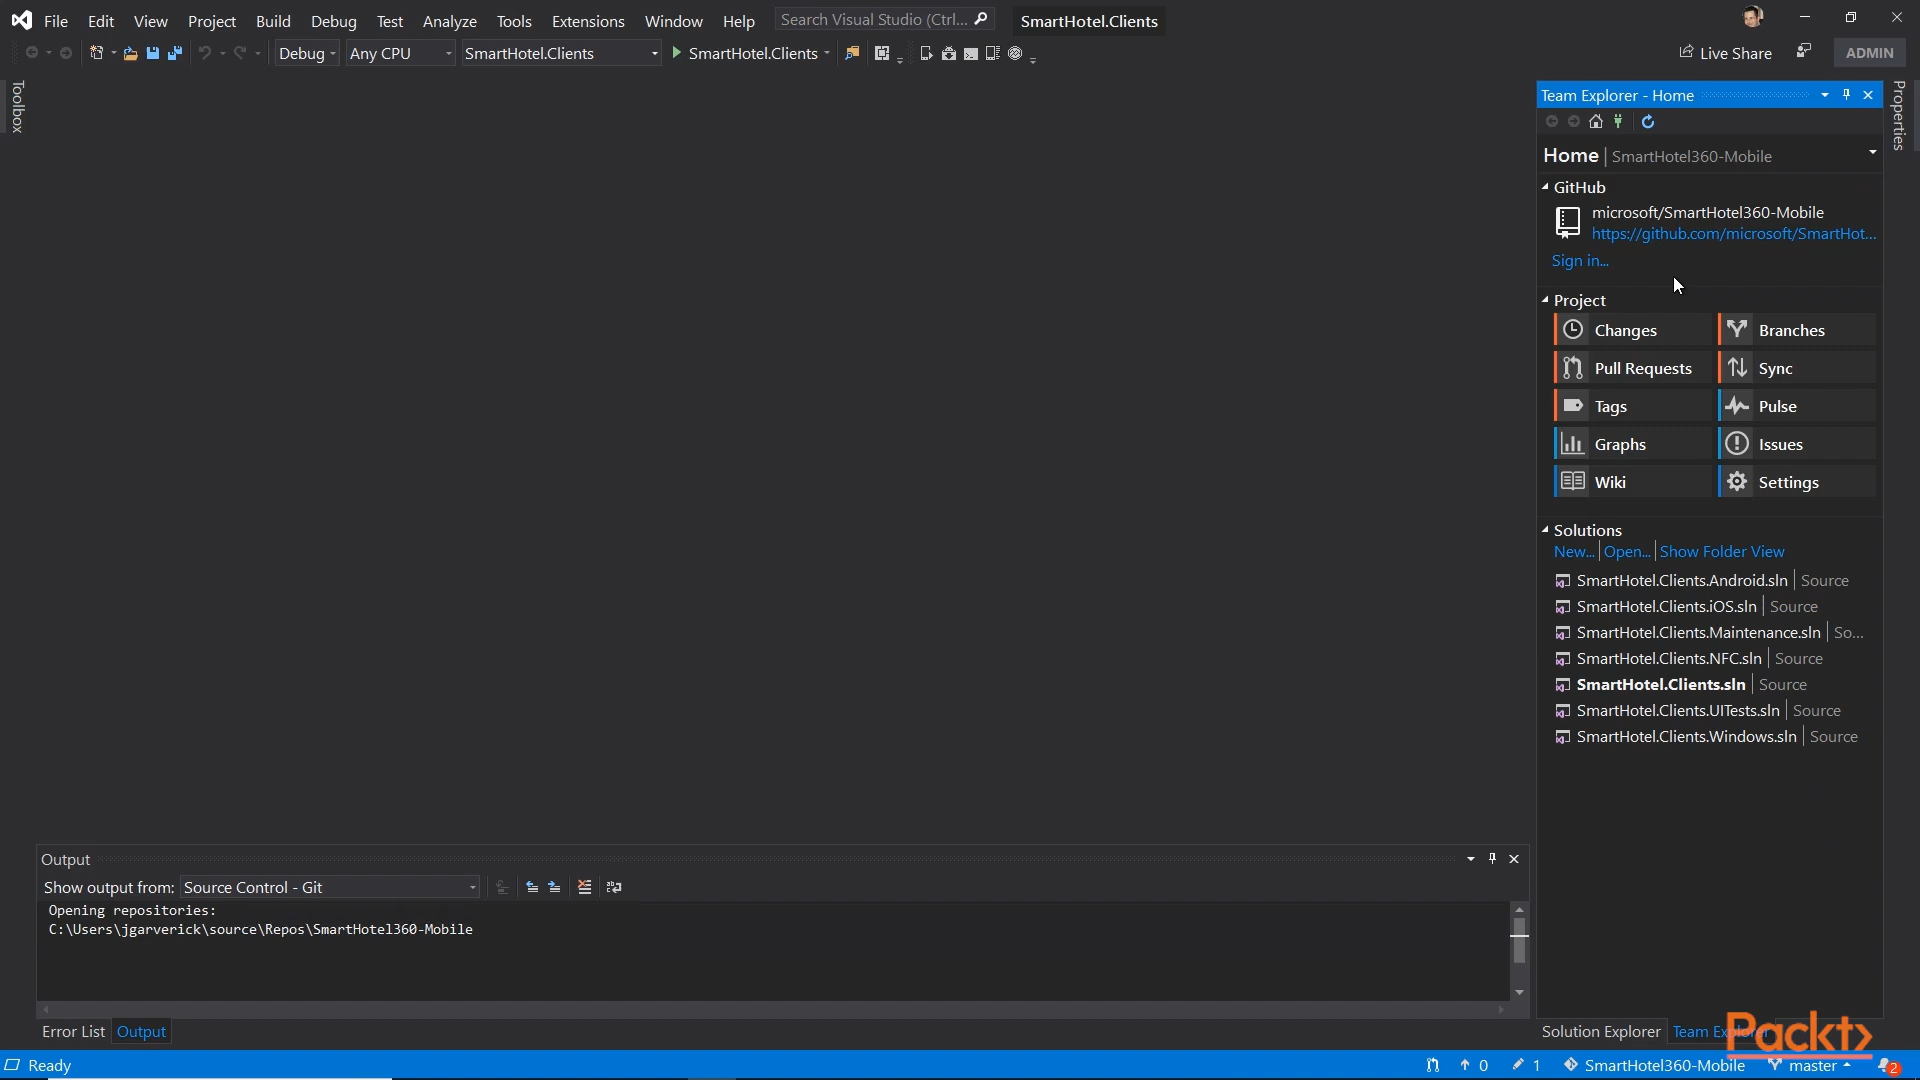 File Edit View Project Build Debug Test Analyze Tools Extensions Window Help Search Visual Studio (Ctrl... SmartHotel.Clients
Debug Any CPU SmartHotel.Clients SmartHotel.Clients Live Share ADMIN
Toolbox
Properties
Team Explorer - Home
Home | SmartHotel360-Mobile
GitHub
microsoft/SmartHotel360-Mobile
https://github.com/microsoft/SmartHot...
Sign in...
Project
Changes Branches
Pull Requests Sync
Tags Pulse
Graphs Issues
Wiki Settings
Solutions
New... | Open... | Show Folder View
SmartHotel.Clients.Android.sln | Source
SmartHotel.Clients.iOS.sln | Source
SmartHotel.Clients.Maintenance.sln | So...
SmartHotel.Clients.NFC.sln | Source
SmartHotel.Clients.sln | Source
SmartHotel.Clients.UITests.sln | Source
SmartHotel.Clients.Windows.sln | Source
Output
Show output from: Source Control - Git
Opening repositories:
C:\Users\jgarverick\source\Repos\SmartHotel360-Mobile
Error List Output
Solution Explorer Team Explorer
Packt>
Ready 0 1 SmartHotel360-Mobile master 2